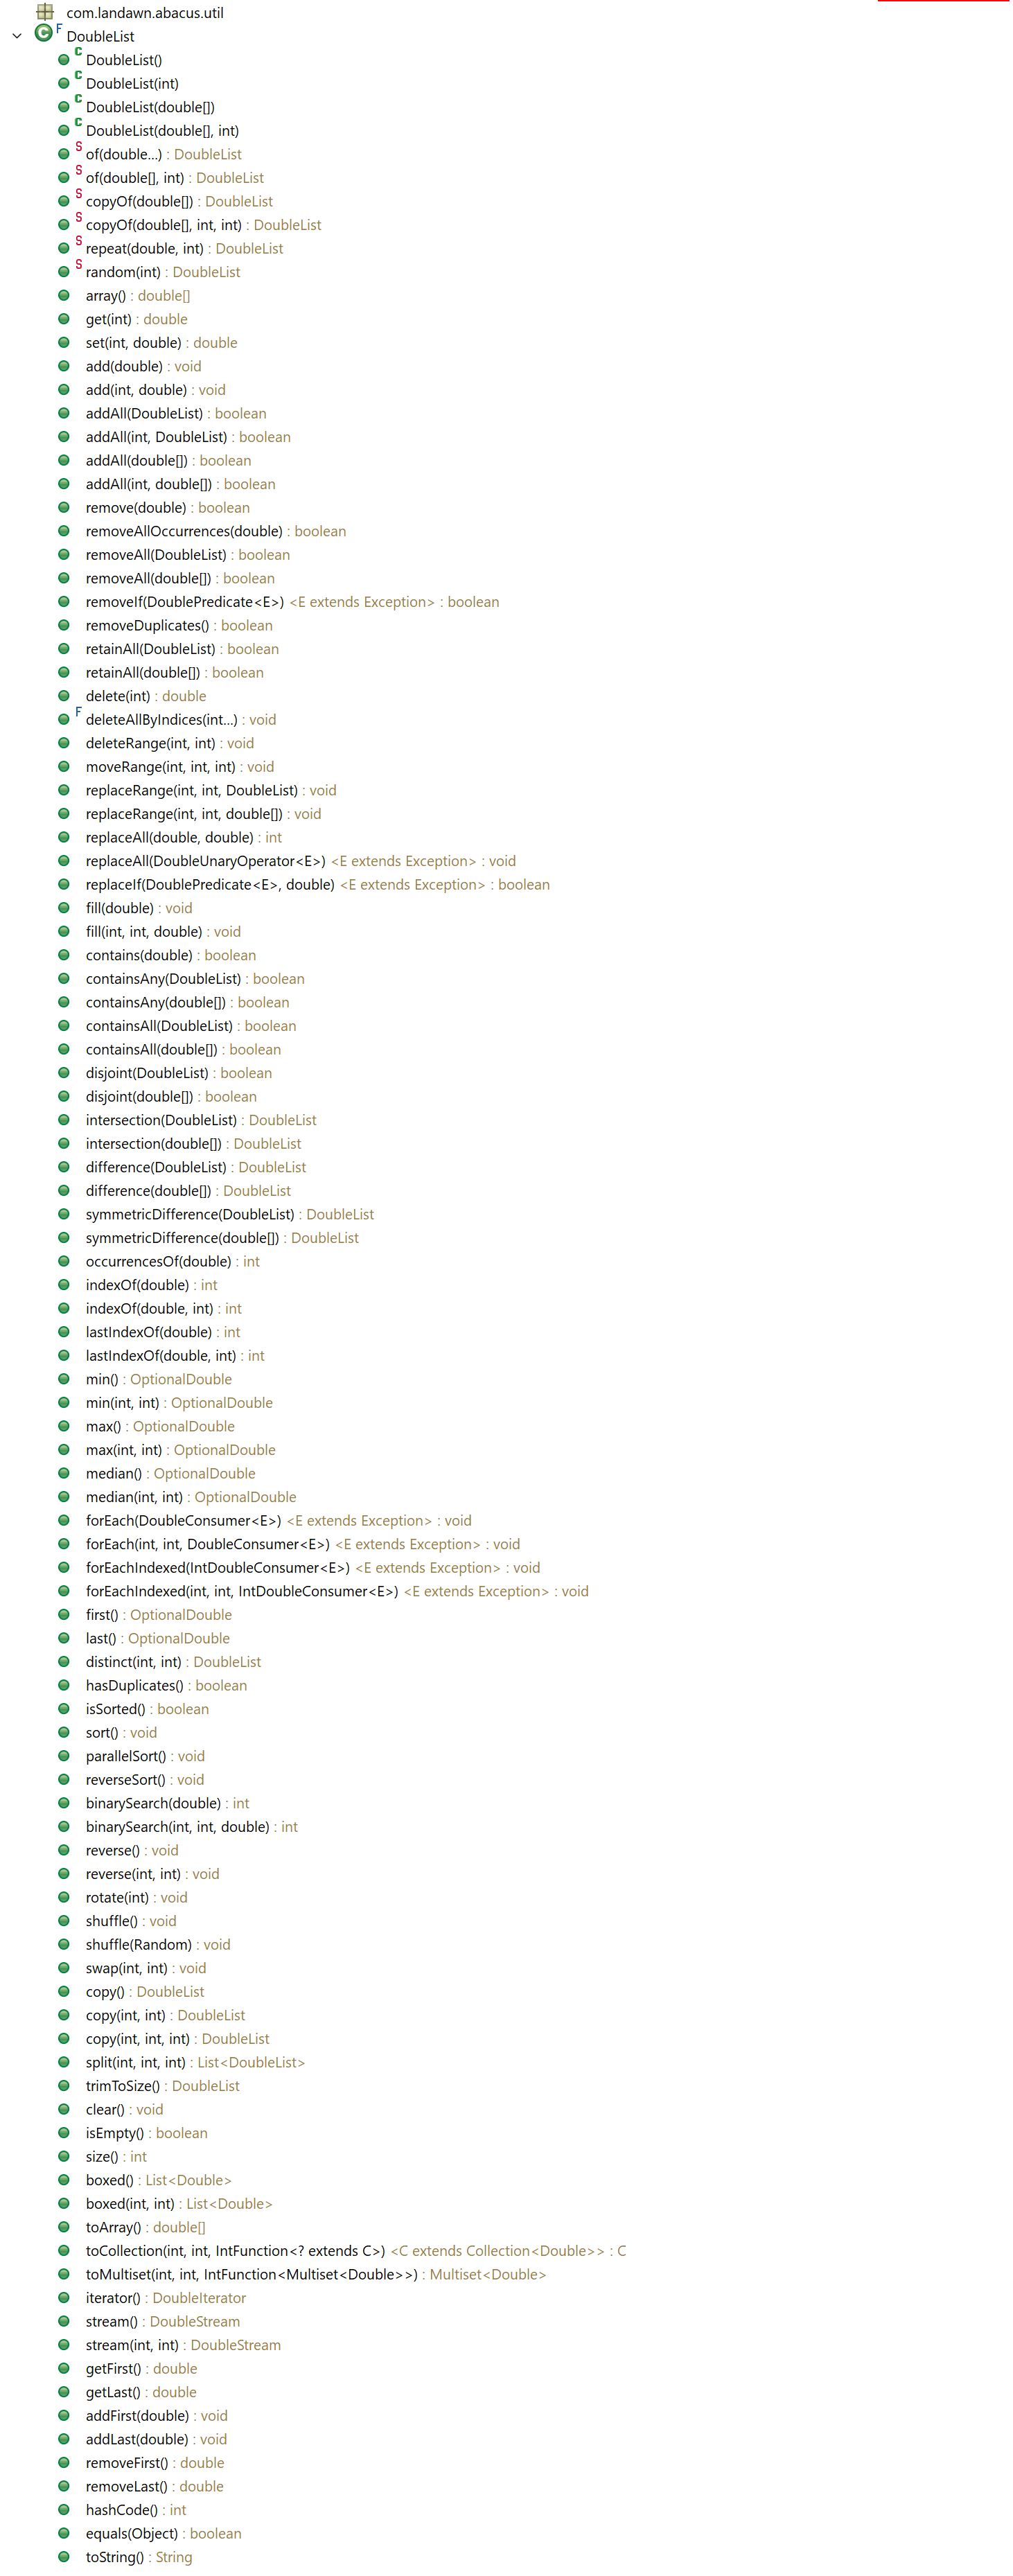 com.landawn.abacus.util
C F DoubleList
C DoubleList()
C DoubleList(int)
C DoubleList(double[])
C DoubleList(double[], int)
S of(double...) : DoubleList
S of(double[], int) : DoubleList
S copyOf(double[]) : DoubleList
S copyOf(double[], int, int) : DoubleList
S repeat(double, int) : DoubleList
S random(int) : DoubleList
array() : double[]
get(int) : double
set(int, double) : double
add(double) : void
add(int, double) : void
addAll(DoubleList) : boolean
addAll(int, DoubleList) : boolean
addAll(double[]) : boolean
addAll(int, double[]) : boolean
remove(double) : boolean
removeAllOccurrences(double) : boolean
removeAll(DoubleList) : boolean
removeAll(double[]) : boolean
removeIf(DoublePredicate<E>) <E extends Exception> : boolean
removeDuplicates() : boolean
retainAll(DoubleList) : boolean
retainAll(double[]) : boolean
delete(int) : double
F deleteAllByIndices(int...) : void
deleteRange(int, int) : void
moveRange(int, int, int) : void
replaceRange(int, int, DoubleList) : void
replaceRange(int, int, double[]) : void
replaceAll(double, double) : int
replaceAll(DoubleUnaryOperator<E>) <E extends Exception> : void
replaceIf(DoublePredicate<E>, double) <E extends Exception> : boolean
fill(double) : void
fill(int, int, double) : void
contains(double) : boolean
containsAny(DoubleList) : boolean
containsAny(double[]) : boolean
containsAll(DoubleList) : boolean
containsAll(double[]) : boolean
disjoint(DoubleList) : boolean
disjoint(double[]) : boolean
intersection(DoubleList) : DoubleList
intersection(double[]) : DoubleList
difference(DoubleList) : DoubleList
difference(double[]) : DoubleList
symmetricDifference(DoubleList) : DoubleList
symmetricDifference(double[]) : DoubleList
occurrencesOf(double) : int
indexOf(double) : int
indexOf(double, int) : int
lastIndexOf(double) : int
lastIndexOf(double, int) : int
min() : OptionalDouble
min(int, int) : OptionalDouble
max() : OptionalDouble
max(int, int) : OptionalDouble
median() : OptionalDouble
median(int, int) : OptionalDouble
forEach(DoubleConsumer<E>) <E extends Exception> : void
forEach(int, int, DoubleConsumer<E>) <E extends Exception> : void
forEachIndexed(IntDoubleConsumer<E>) <E extends Exception> : void
forEachIndexed(int, int, IntDoubleConsumer<E>) <E extends Exception> : void
first() : OptionalDouble
last() : OptionalDouble
distinct(int, int) : DoubleList
hasDuplicates() : boolean
isSorted() : boolean
sort() : void
parallelSort() : void
reverseSort() : void
binarySearch(double) : int
binarySearch(int, int, double) : int
reverse() : void
reverse(int, int) : void
rotate(int) : void
shuffle() : void
shuffle(Random) : void
swap(int, int) : void
copy() : DoubleList
copy(int, int) : DoubleList
copy(int, int, int) : DoubleList
split(int, int, int) : List<DoubleList>
trimToSize() : DoubleList
clear() : void
isEmpty() : boolean
size() : int
boxed() : List<Double>
boxed(int, int) : List<Double>
toArray() : double[]
toCollection(int, int, IntFunction<? extends C>) <C extends Collection<Double>> : C
toMultiset(int, int, IntFunction<Multiset<Double>>) : Multiset<Double>
iterator() : DoubleIterator
stream() : DoubleStream
stream(int, int) : DoubleStream
getFirst() : double
getLast() : double
addFirst(double) : void
addLast(double) : void
removeFirst() : double
removeLast() : double
hashCode() : int
equals(Object) : boolean
toString() : String